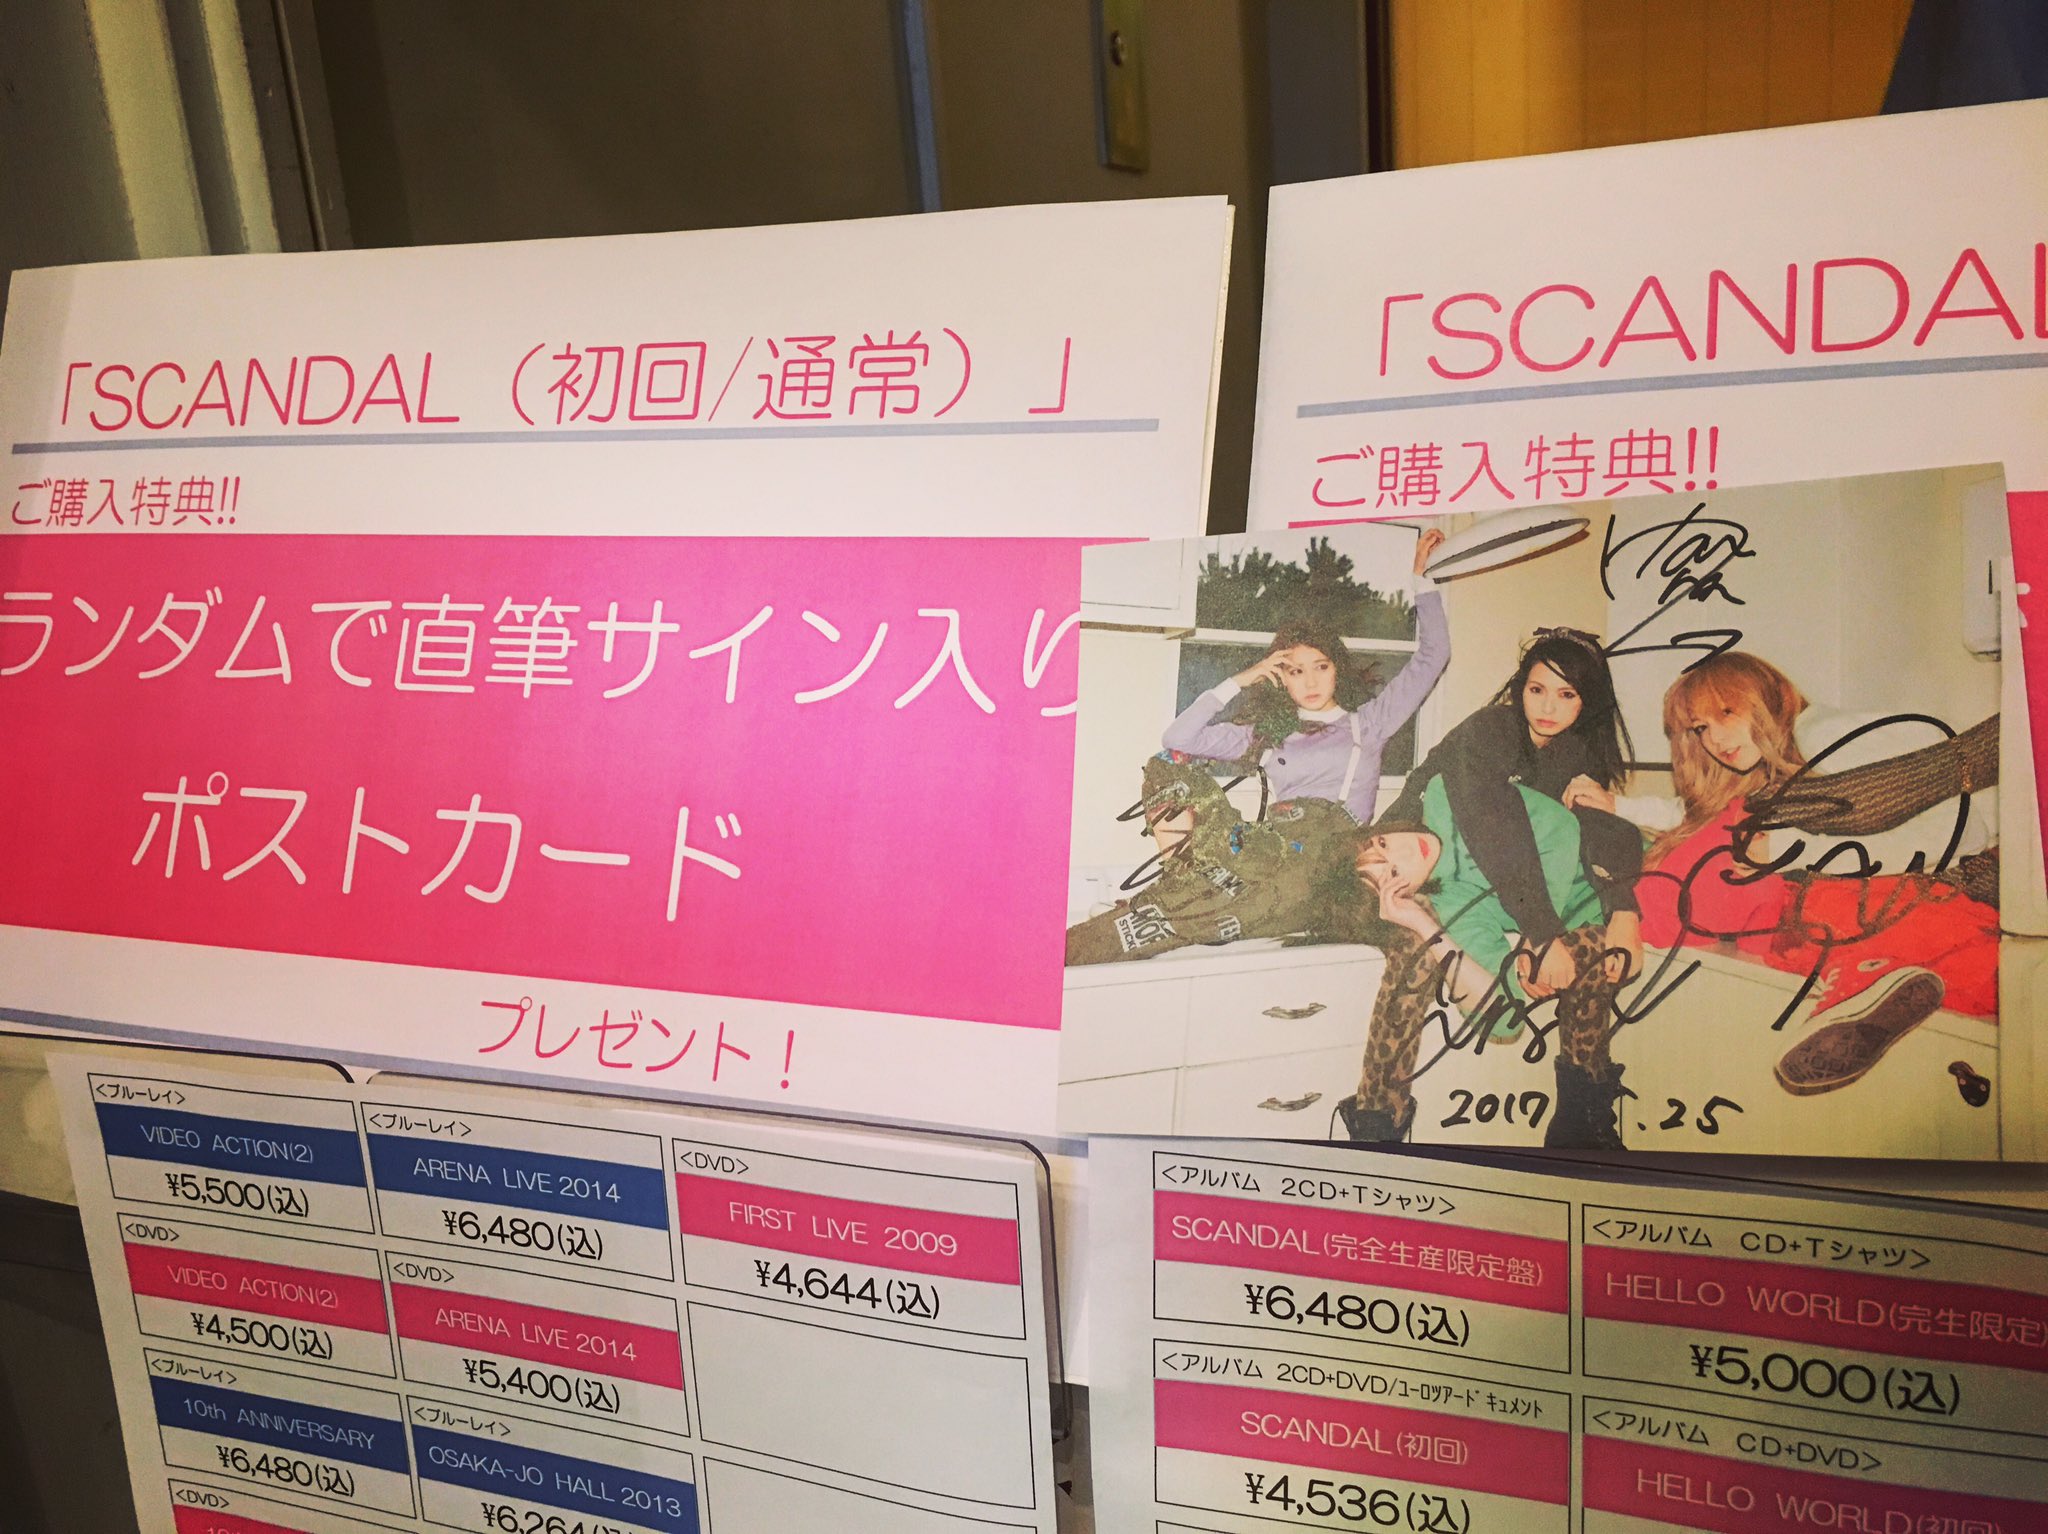 「SCANDAL（初回/通常）」
ご購入特典!!
ランダムで直筆サイン入り
ポストカード
プレゼント！
「SCANDAL
ご購入特典!!
2017
.25
<ブルーレイ>
VIDEO ACTION(2)
¥5,500(込)
<ブルーレイ>
ARENA LIVE 2014
¥6,480(込)
<DVD>
FIRST LIVE 2009
¥4,644(込)
<DVD>
VIDEO ACTION(2)
¥4,500(込)
<DVD>
ARENA LIVE 2014
¥5,400(込)
<ブルーレイ>
10th ANNIVERSARY
¥6,480(込)
<ブルーレイ>
OSAKA-JO HALL 2013
¥6,264(込)
<DVD>
<アルバム 2CD+Tシャツ>
SCANDAL(完全生産限定盤)
¥6,480(込)
<アルバム CD+Tシャツ>
HELLO WORLD(完生限定)
¥5,000(込)
<アルバム 2CD+DVD/ﾕｰﾛﾂｱｰﾄﾞｷｭﾒﾝﾄ
SCANDAL(初回)
¥4,536(込)
<アルバム CD+DVD>
HELLO WORLD(初回)